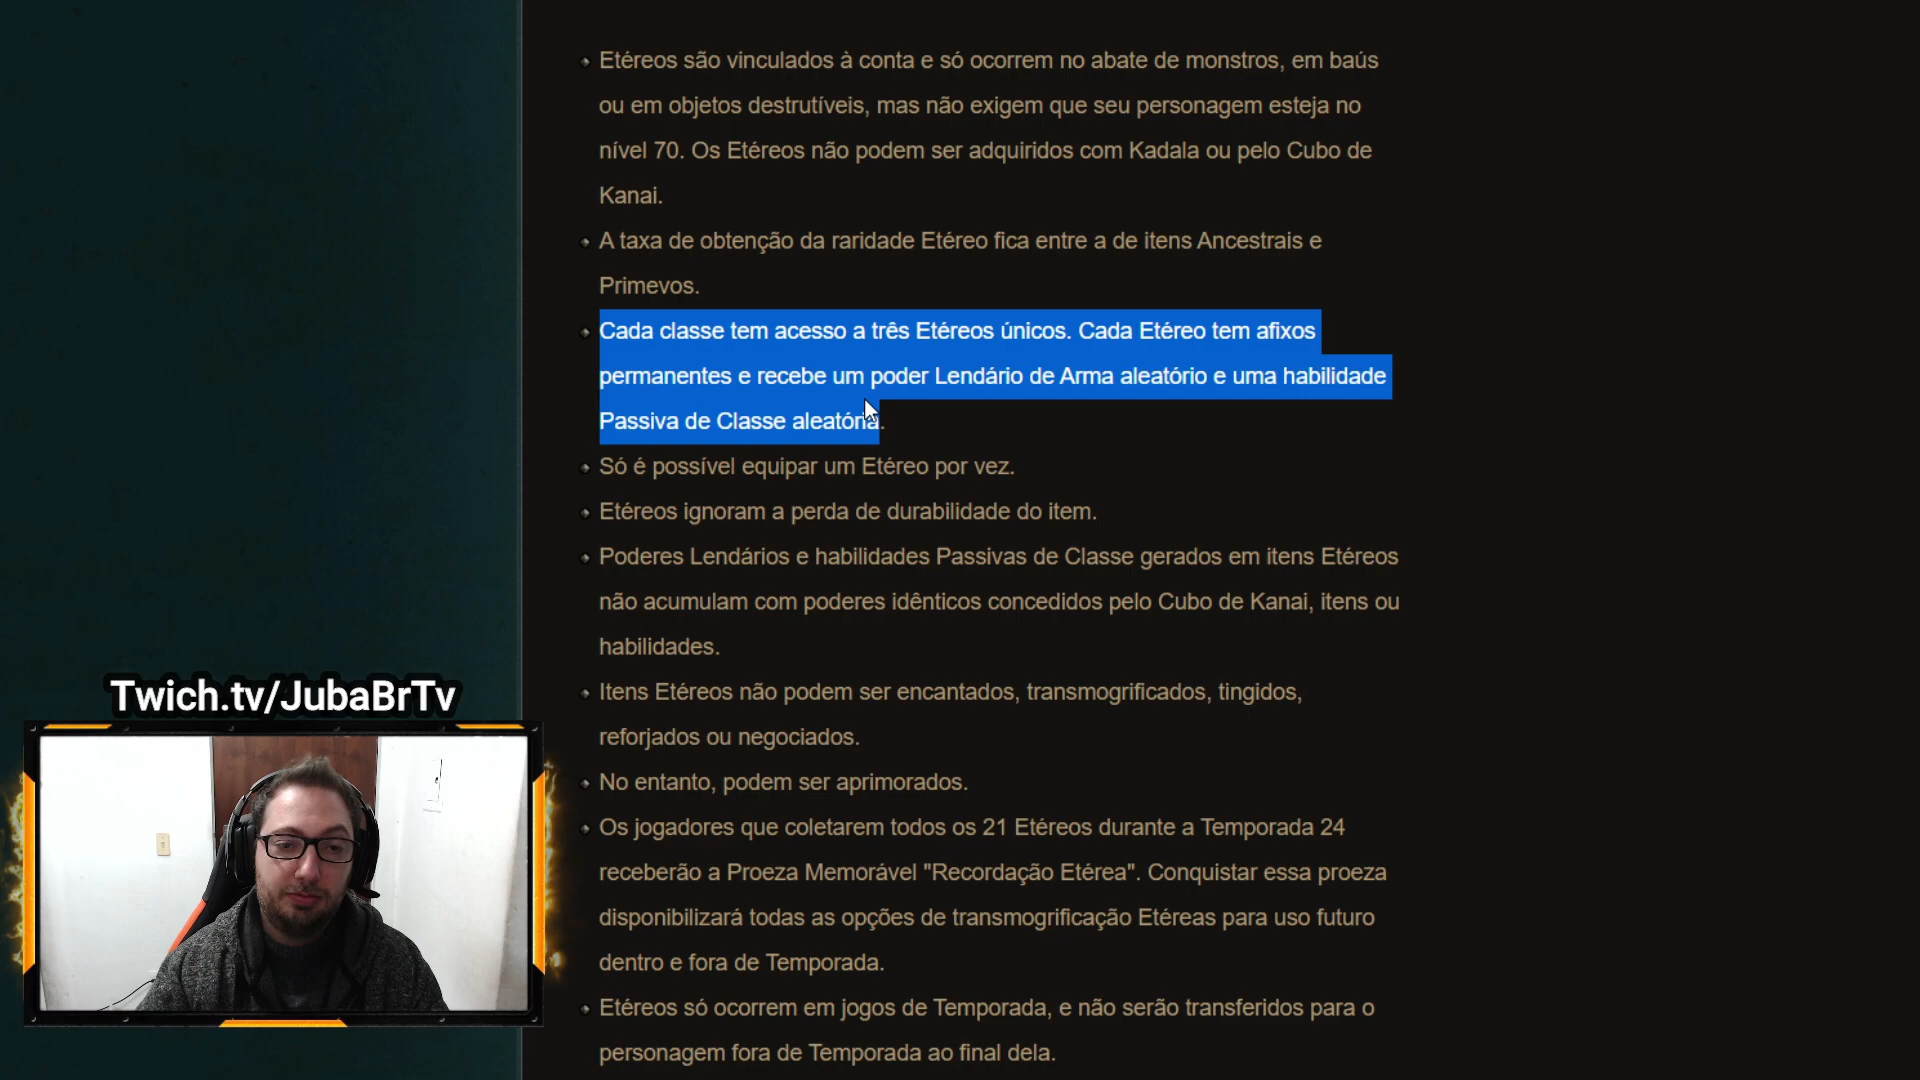 Etéreos são vinculados à conta e só ocorrem no abate de monstros, em baús
ou em objetos destrutíveis, mas não exigem que seu personagem esteja no
nível 70. Os Etéreos não podem ser adquiridos com Kadala ou pelo Cubo de
Kanai.
A taxa de obtenção da raridade Etéreo fica entre a de itens Ancestrais e
Primevos.
Cada classe tem acesso a três Etéreos únicos. Cada Etéreo tem afixos
permanentes e recebe um poder Lendário de Arma aleatório e uma habilidade
Passiva de Classe aleatória.
Só é possível equipar um Etéreo por vez.
Etéreos ignoram a perda de durabilidade do item.
Poderes Lendários e habilidades Passivas de Classe gerados em itens Etéreos
não acumulam com poderes idênticos concedidos pelo Cubo de Kanai, itens ou
habilidades.
Itens Etéreos não podem ser encantados, transmogrificados, tingidos,
reforjados ou negociados.
No entanto, podem ser aprimorados.
Os jogadores que coletarem todos os 21 Etéreos durante a Temporada 24
receberão a Proeza Memorável "Recordação Etérea". Conquistar essa proeza
disponibilizará todas as opções de transmogrificação Etéreas para uso futuro
dentro e fora de Temporada.
Etéreos só ocorrem em jogos de Temporada, e não serão transferidos para o
personagem fora de Temporada ao final dela.
Twich.tv/JubaBrTv